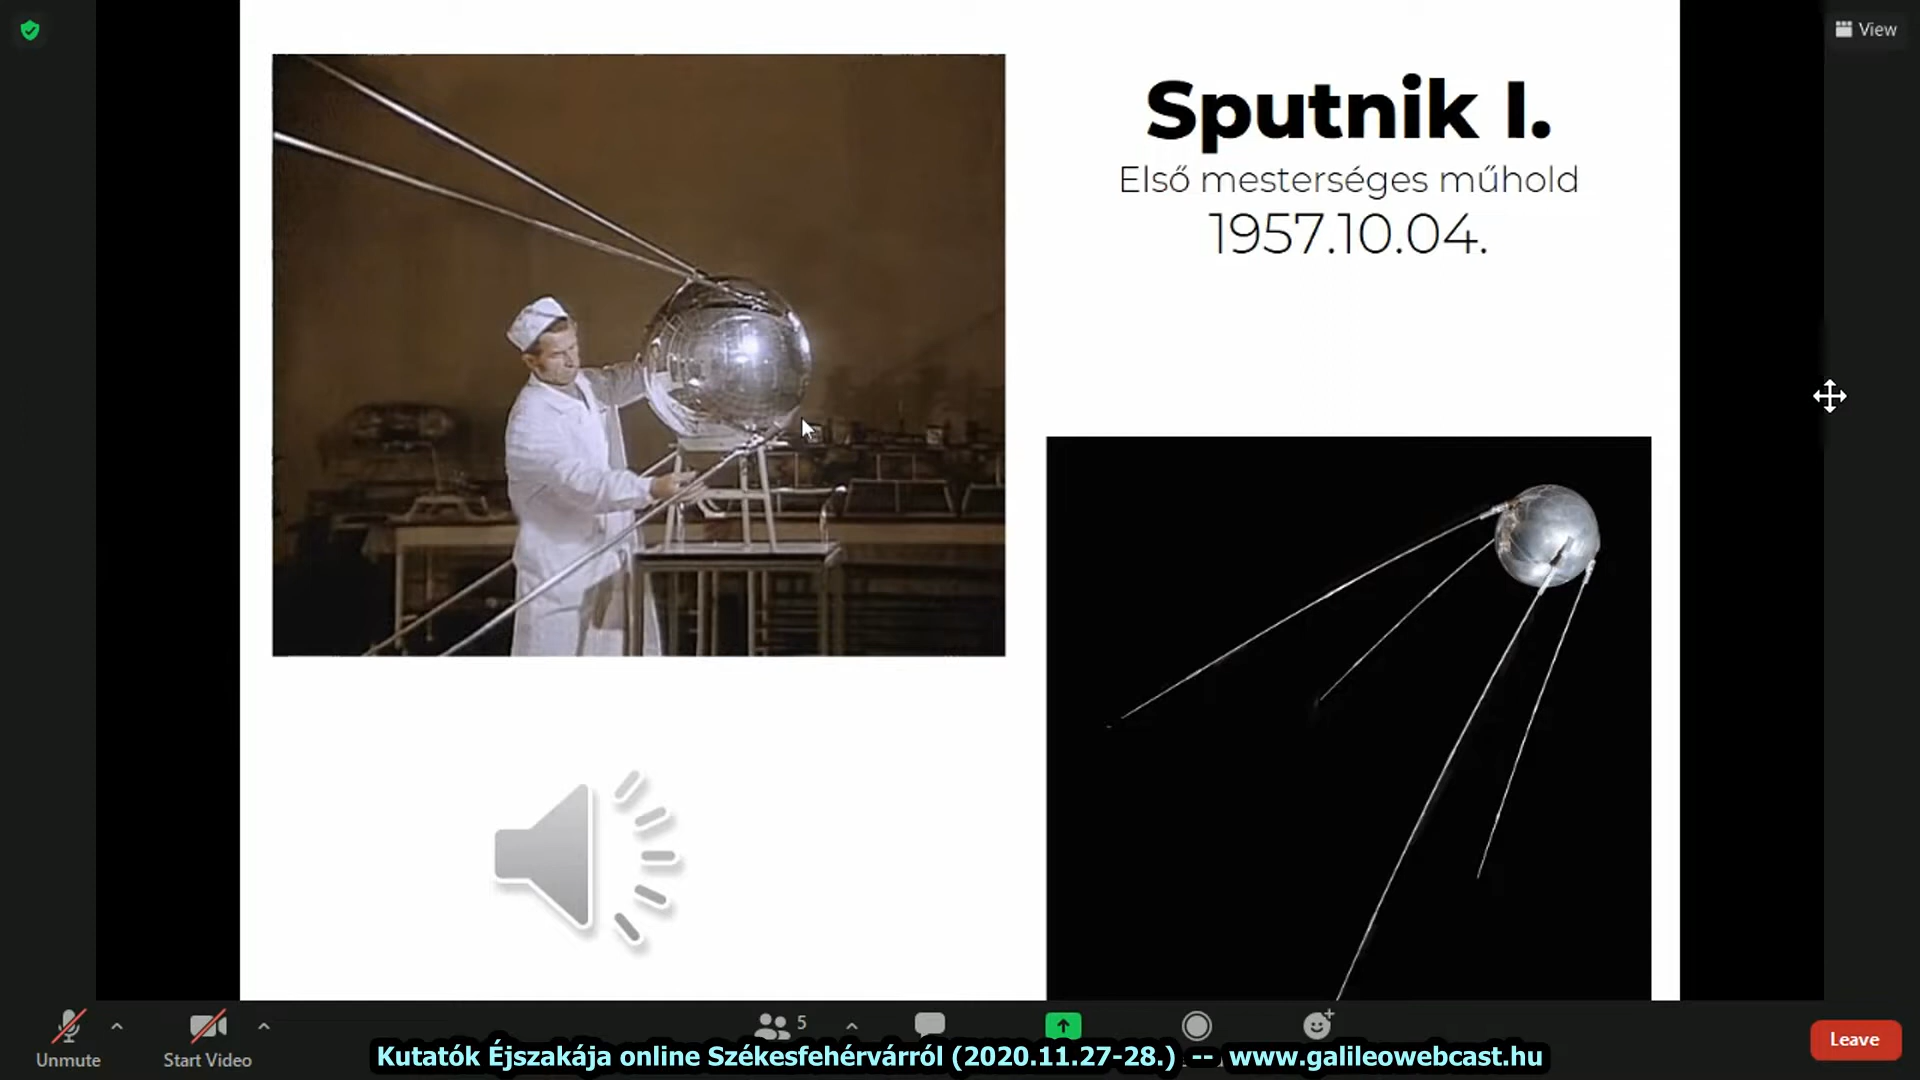 View
Sputnik I.
Első mesterséges műhold
1957.10.04.
5
Unmute
Start Video
Leave
Kutatók Éjszakája online Székesfehérvárról (2020.11.27-28.) -- www.galileowebcast.hu